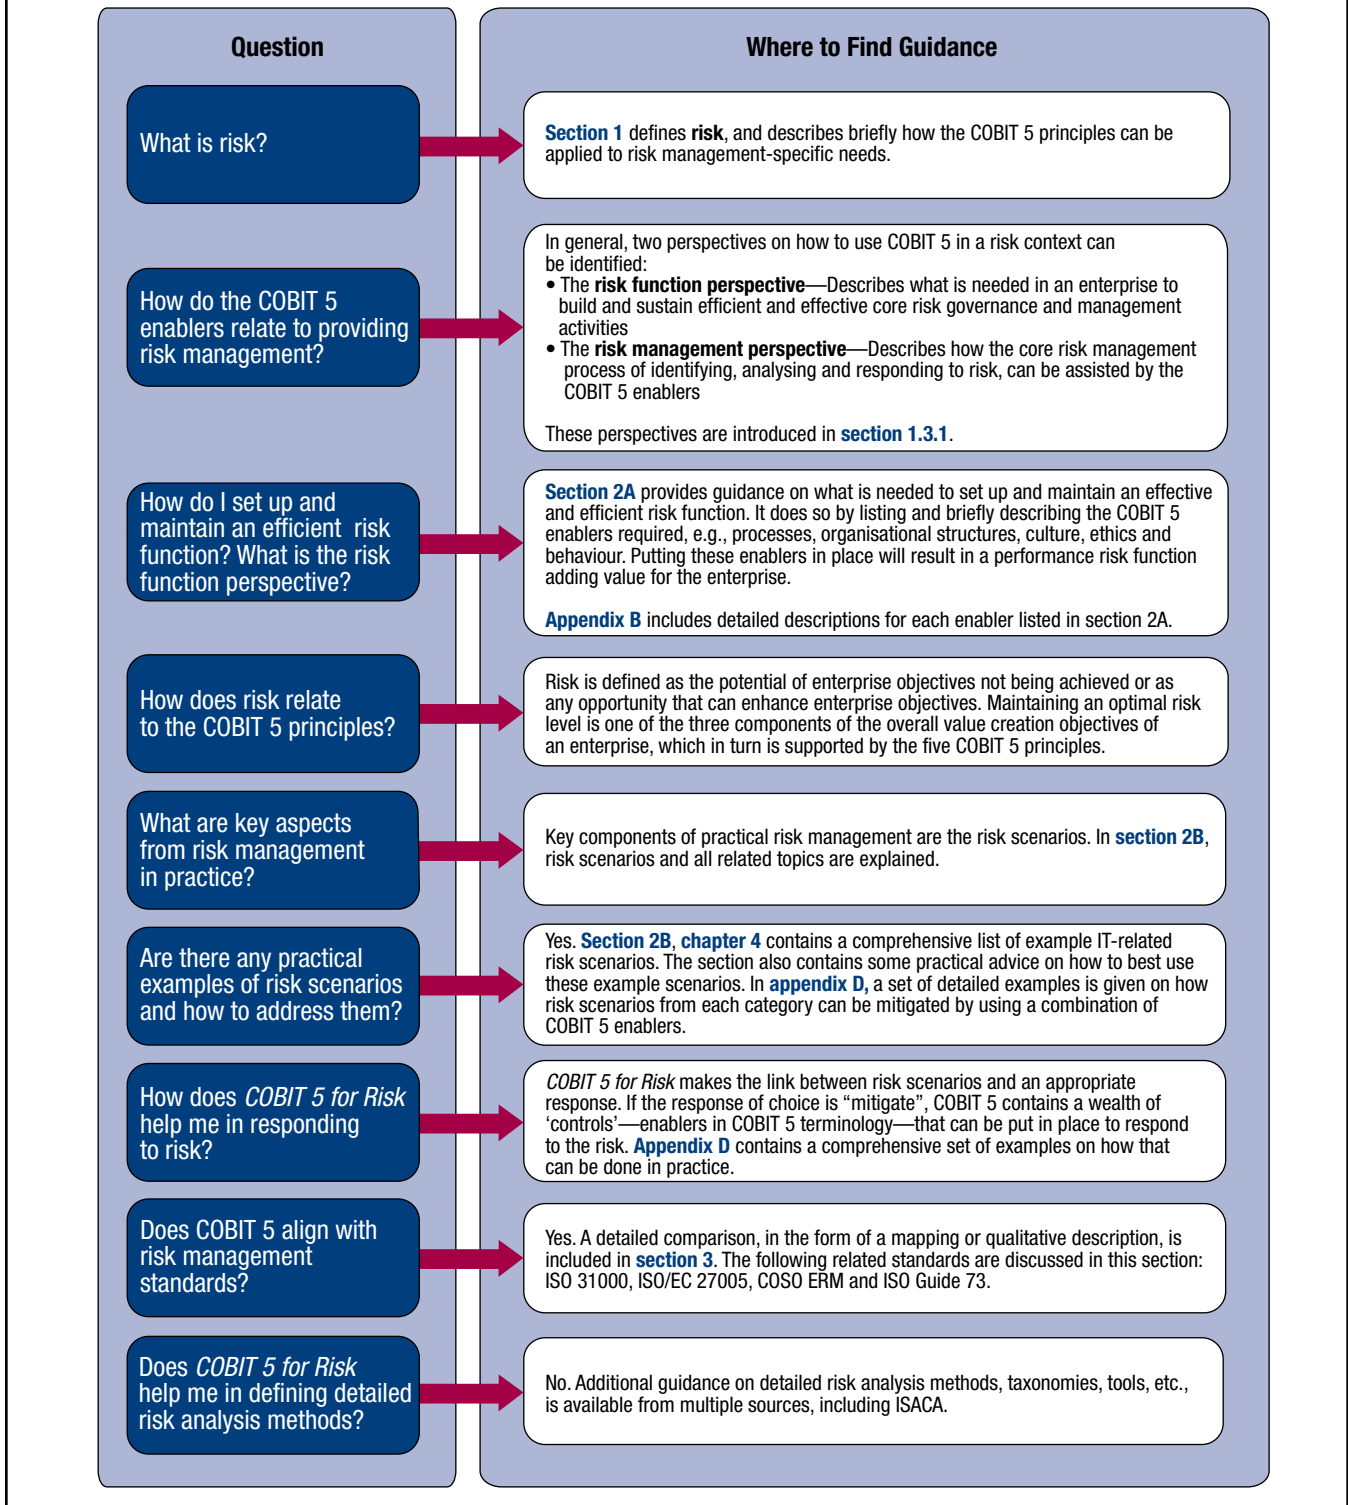 Question
Where to Find Guidance
What is risk?
Section 1 defines risk, and describes briefly how the COBIT 5 principles can be
applied to risk management-specific needs.
How do the COBIT 5
enablers relate to providing
risk management?
In general, two perspectives on how to use COBIT 5 in a risk context can
be identified:
• The risk function perspective—Describes what is needed in an enterprise to
build and sustain efficient and effective core risk governance and management
activities
• The risk management perspective—Describes how the core risk management
process of identifying, analysing and responding to risk, can be assisted by the
COBIT 5 enablers
These perspectives are introduced in section 1.3.1.
How do I set up and
maintain an efficient risk
function? What is the risk
function perspective?
Section 2A provides guidance on what is needed to set up and maintain an effective
and efficient risk function. It does so by listing and briefly describing the COBIT 5
enablers required, e.g., processes, organisational structures, culture, ethics and
behaviour. Putting these enablers in place will result in a performance risk function
adding value for the enterprise.
Appendix B includes detailed descriptions for each enabler listed in section 2A.
How does risk relate
to the COBIT 5 principles?
Risk is defined as the potential of enterprise objectives not being achieved or as
any opportunity that can enhance enterprise objectives. Maintaining an optimal risk
level is one of the three components of the overall value creation objectives of
an enterprise, which in turn is supported by the five COBIT 5 principles.
What are key aspects
from risk management
in practice?
Key components of practical risk management are the risk scenarios. In section 2B,
risk scenarios and all related topics are explained.
Are there any practical
examples of risk scenarios
and how to address them?
Yes. Section 2B, chapter 4 contains a comprehensive list of example IT-related
risk scenarios. The section also contains some practical advice on how to best use
these example scenarios. In appendix D, a set of detailed examples is given on how
risk scenarios from each category can be mitigated by using a combination of
COBIT 5 enablers.
How does COBIT 5 for Risk
help me in responding
to risk?
COBIT 5 for Risk makes the link between risk scenarios and an appropriate
response. If the response of choice is “mitigate”, COBIT 5 contains a wealth of
‘controls’—enablers in COBIT 5 terminology—that can be put in place to respond
to the risk. Appendix D contains a comprehensive set of examples on how that
can be done in practice.
Does COBIT 5 align with
risk management
standards?
Yes. A detailed comparison, in the form of a mapping or qualitative description, is
included in section 3. The following related standards are discussed in this section:
ISO 31000, ISO/EC 27005, COSO ERM and ISO Guide 73.
Does COBIT 5 for Risk
help me in defining detailed
risk analysis methods?
No. Additional guidance on detailed risk analysis methods, taxonomies, tools, etc.,
is available from multiple sources, including ISACA.